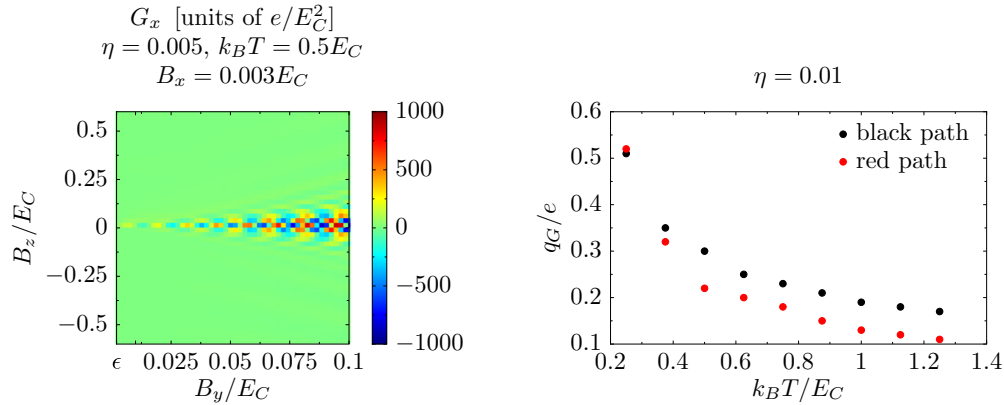 G_x [units of e/E_C^2]
η = 0.005, k_BT = 0.5E_C
B_x = 0.003E_C
0.5
0.25
0
−0.25
−0.5
B_z/E_C
ϵ 0.025 0.05 0.075 0.1
B_y/E_C
1000
500
0
−500
−1000
η = 0.01
black path
red path
0.6
0.5
0.4
0.3
0.2
0.1
q_G/e
0.2 0.4 0.6 0.8 1 1.2 1.4
k_BT/E_C